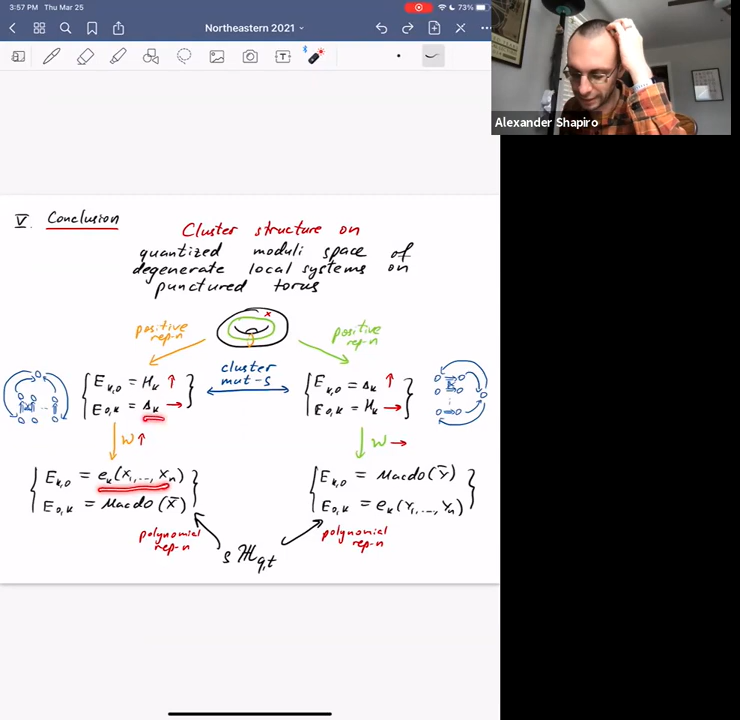 3:57 PM Thu Mar 25
73%
Northeastern 2021
Alexander Shapiro
V. Conclusion
Cluster structure on
quantized moduli space of
degenerate local systems on
punctured torus
x
positive rep-n
positive rep-n
cluster mut-s
{ E_{k,0} = H_k ↑
E_{0,k} = Δ_k → }
{ E_{k,0} = Δ_k ↑
E_{0,k} = H_k → }
W ↑
W →
{ E_{k,0} = e_k(X_1,..., X_n)
E_{0,k} = Macdo(X̄) }
{ E_{k,0} = Macdo(Ȳ)
E_{0,k} = e_k(Y_1,..., Y_n) }
polynomial rep-n
polynomial rep-n
sℋ_{q,t}